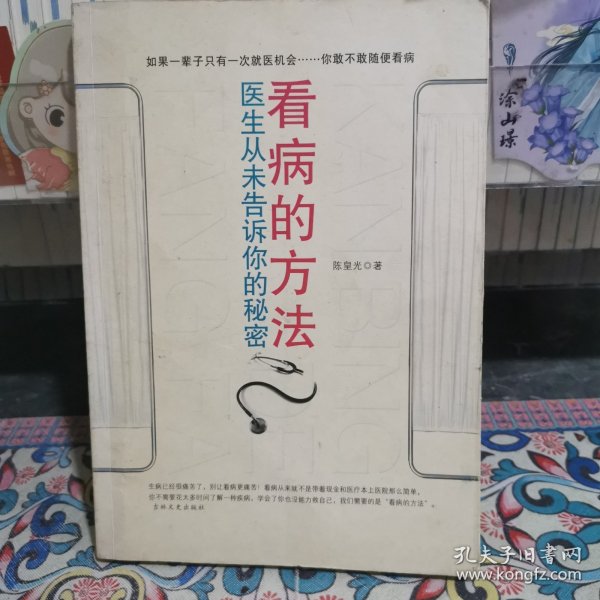 如果一辈子只有一次就医机会……你敢不敢随便看病
看病的方法
医生从未告诉你的秘密
陈皇光◎著
生病已经很痛苦了，别让看病更痛苦！看病从来就不是带着现金和医疗本上医院那么简单，
你不需要花太多时间了解一种疾病，学会了你也没能力救自己，我们需要的是“看病的方法”。
吉林文史出版社
涂山璟
孔夫子旧书网
www.kongfz.com